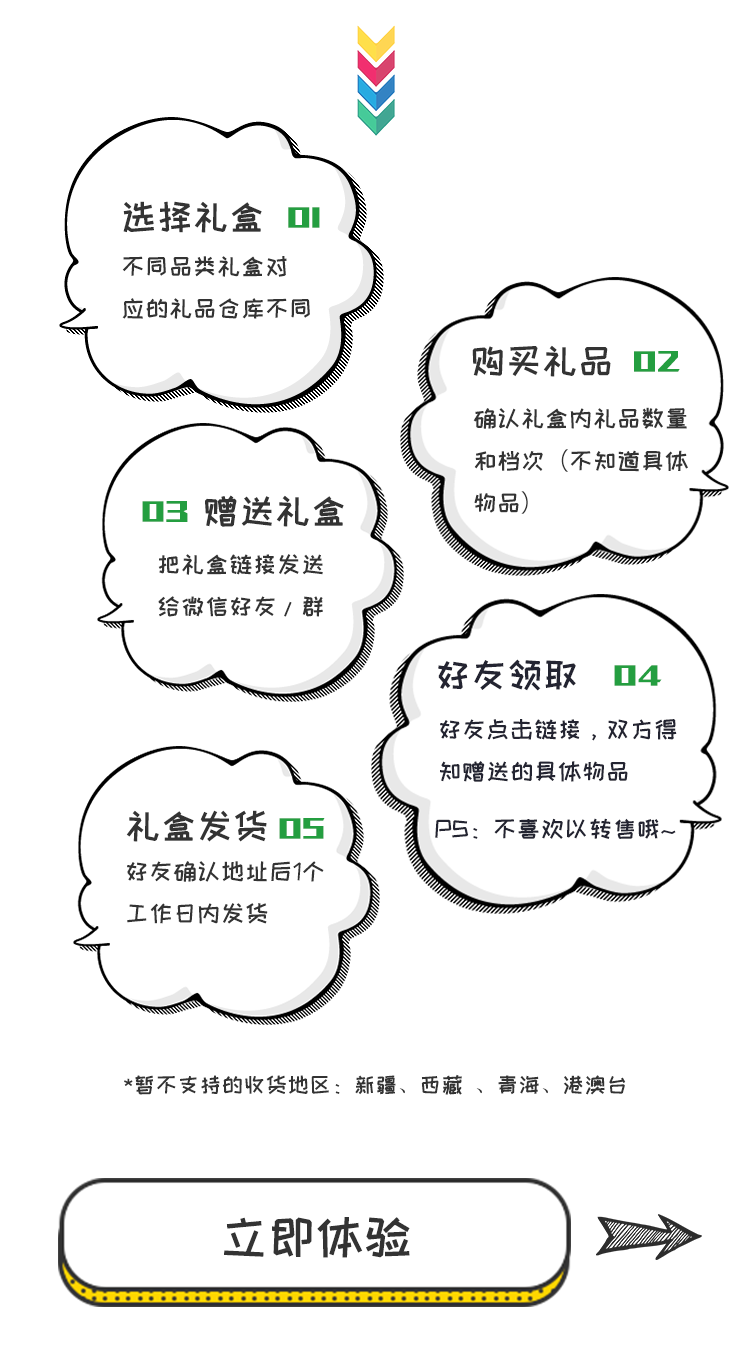 选择礼盒 01
不同品类礼盒对
应的礼品仓库不同
购买礼品 02
确认礼盒内礼品数量
和档次（不知道具体
物品）
03 赠送礼盒
把礼盒链接发送
给微信好友 / 群
好友领取 04
好友点击链接，双方得
知赠送的具体物品
PS：不喜欢以转售哦~
礼盒发货 05
好友确认地址后1个
工作日内发货
*暂不支持的收货地区：新疆、西藏 、青海、港澳台
立即体验